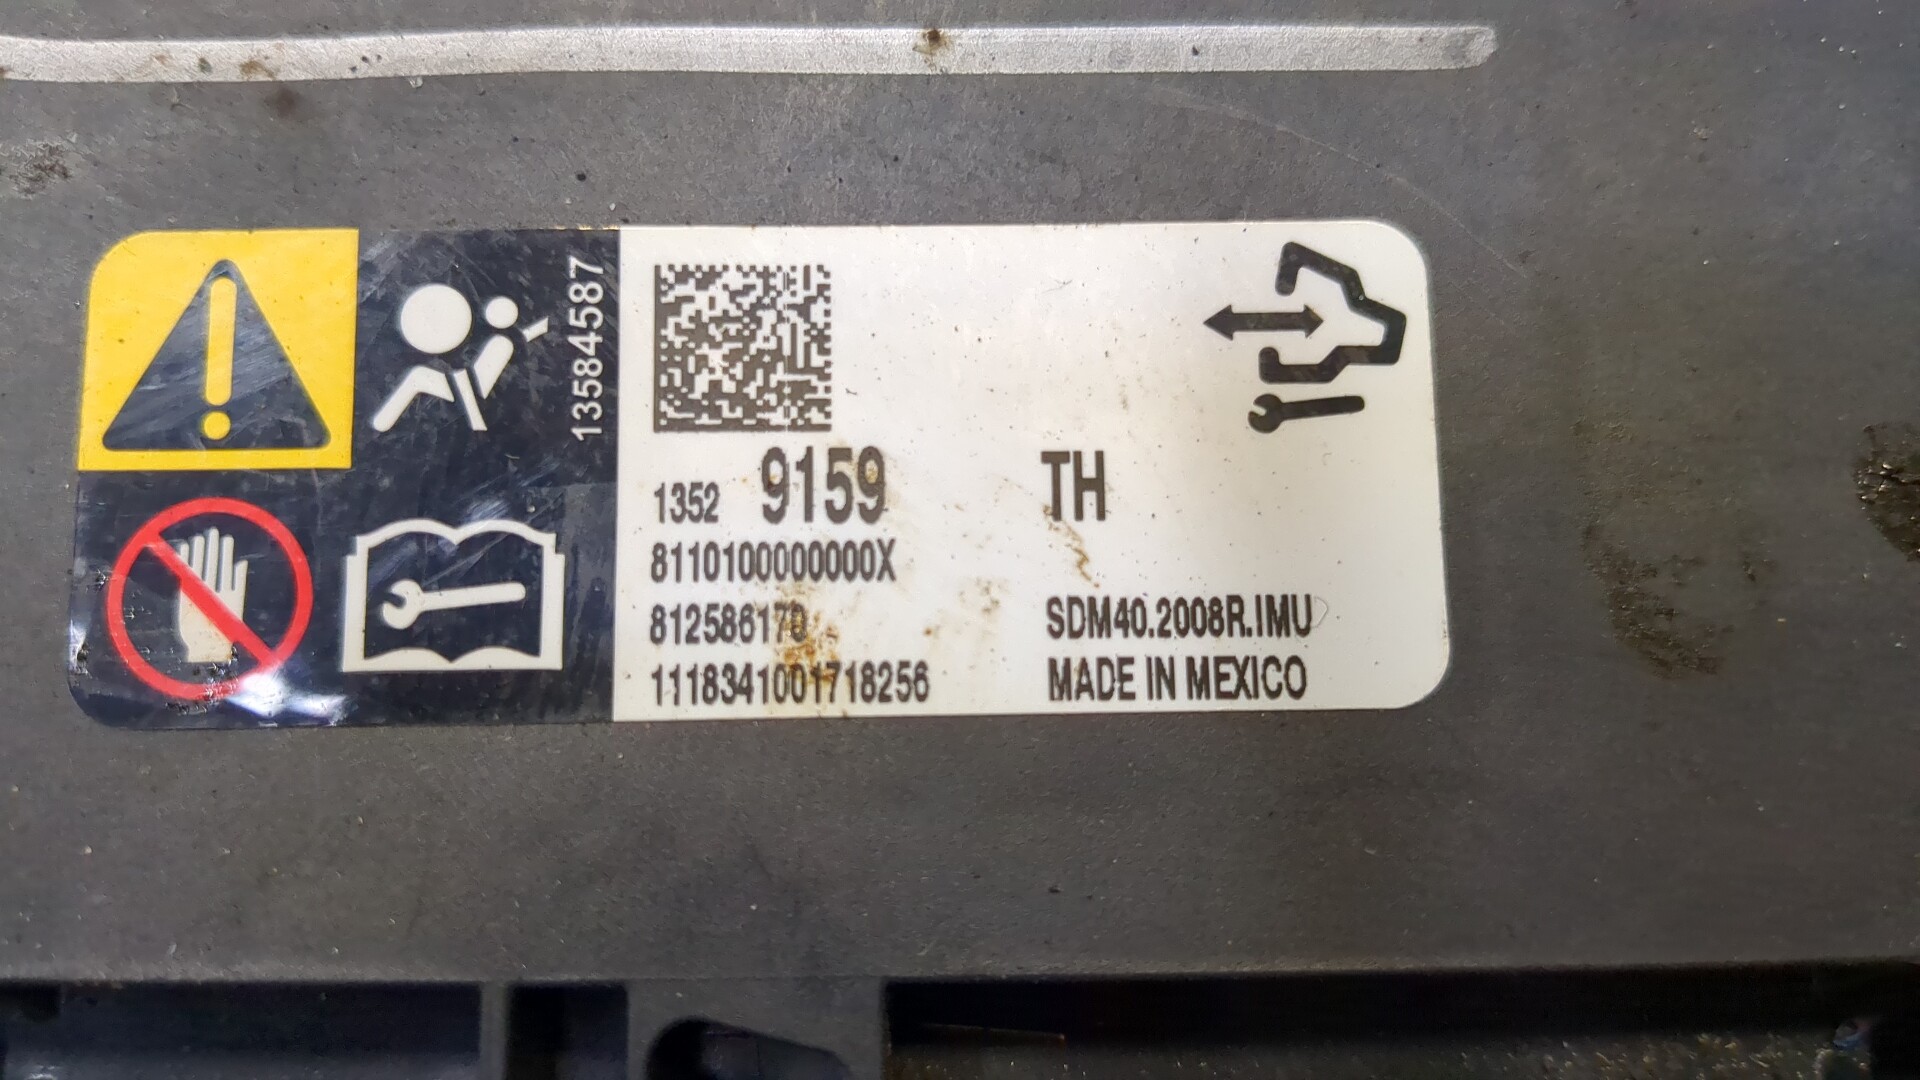 13584587
1352 9159 TH
8110100000000X
812586170 SDM40.2008R.IMU
1118341001718256 MADE IN MEXICO